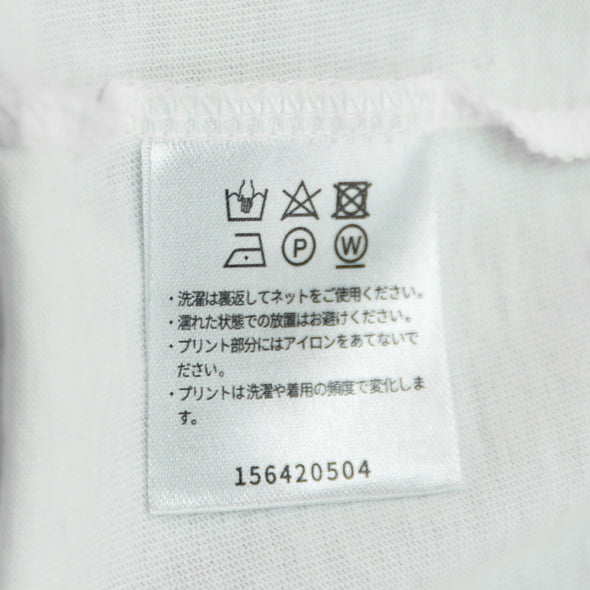 P W
・洗濯は裏返してネットをご使用ください。
・濡れた状態での放置はお避けください。
・プリント部分にはアイロンをあてないで
ださい。
・プリントは洗濯や着用の頻度で変化しま
す。
156420504